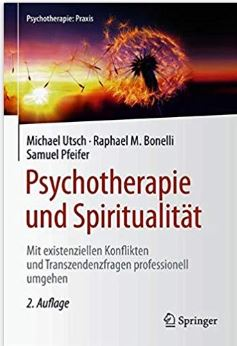 Psychotherapie: Praxis
Michael Utsch · Raphael M. Bonelli
Samuel Pfeifer
Psychotherapie
und Spiritualität
Mit existenziellen Konflikten
und Transzendenzfragen professionell
umgehen
2. Auflage
Springer